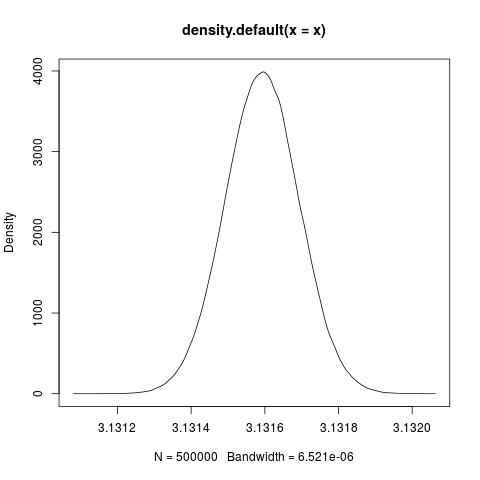 density.default(x = x)
Density
4000
3000
2000
1000
0
3.1312 3.1314 3.1316 3.1318 3.1320
N = 500000 Bandwidth = 6.521e-06